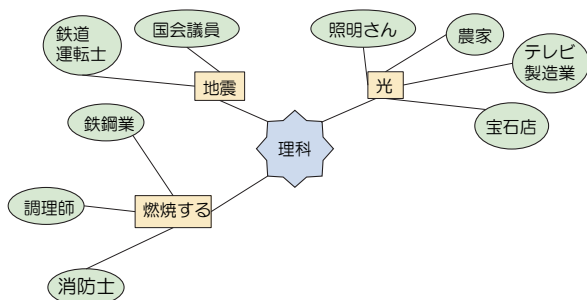 鉄道
運転士
国会議員
照明さん
農家
テレビ
製造業
地震
光
宝石店
鉄鋼業
理科
調理師
燃焼する
消防士